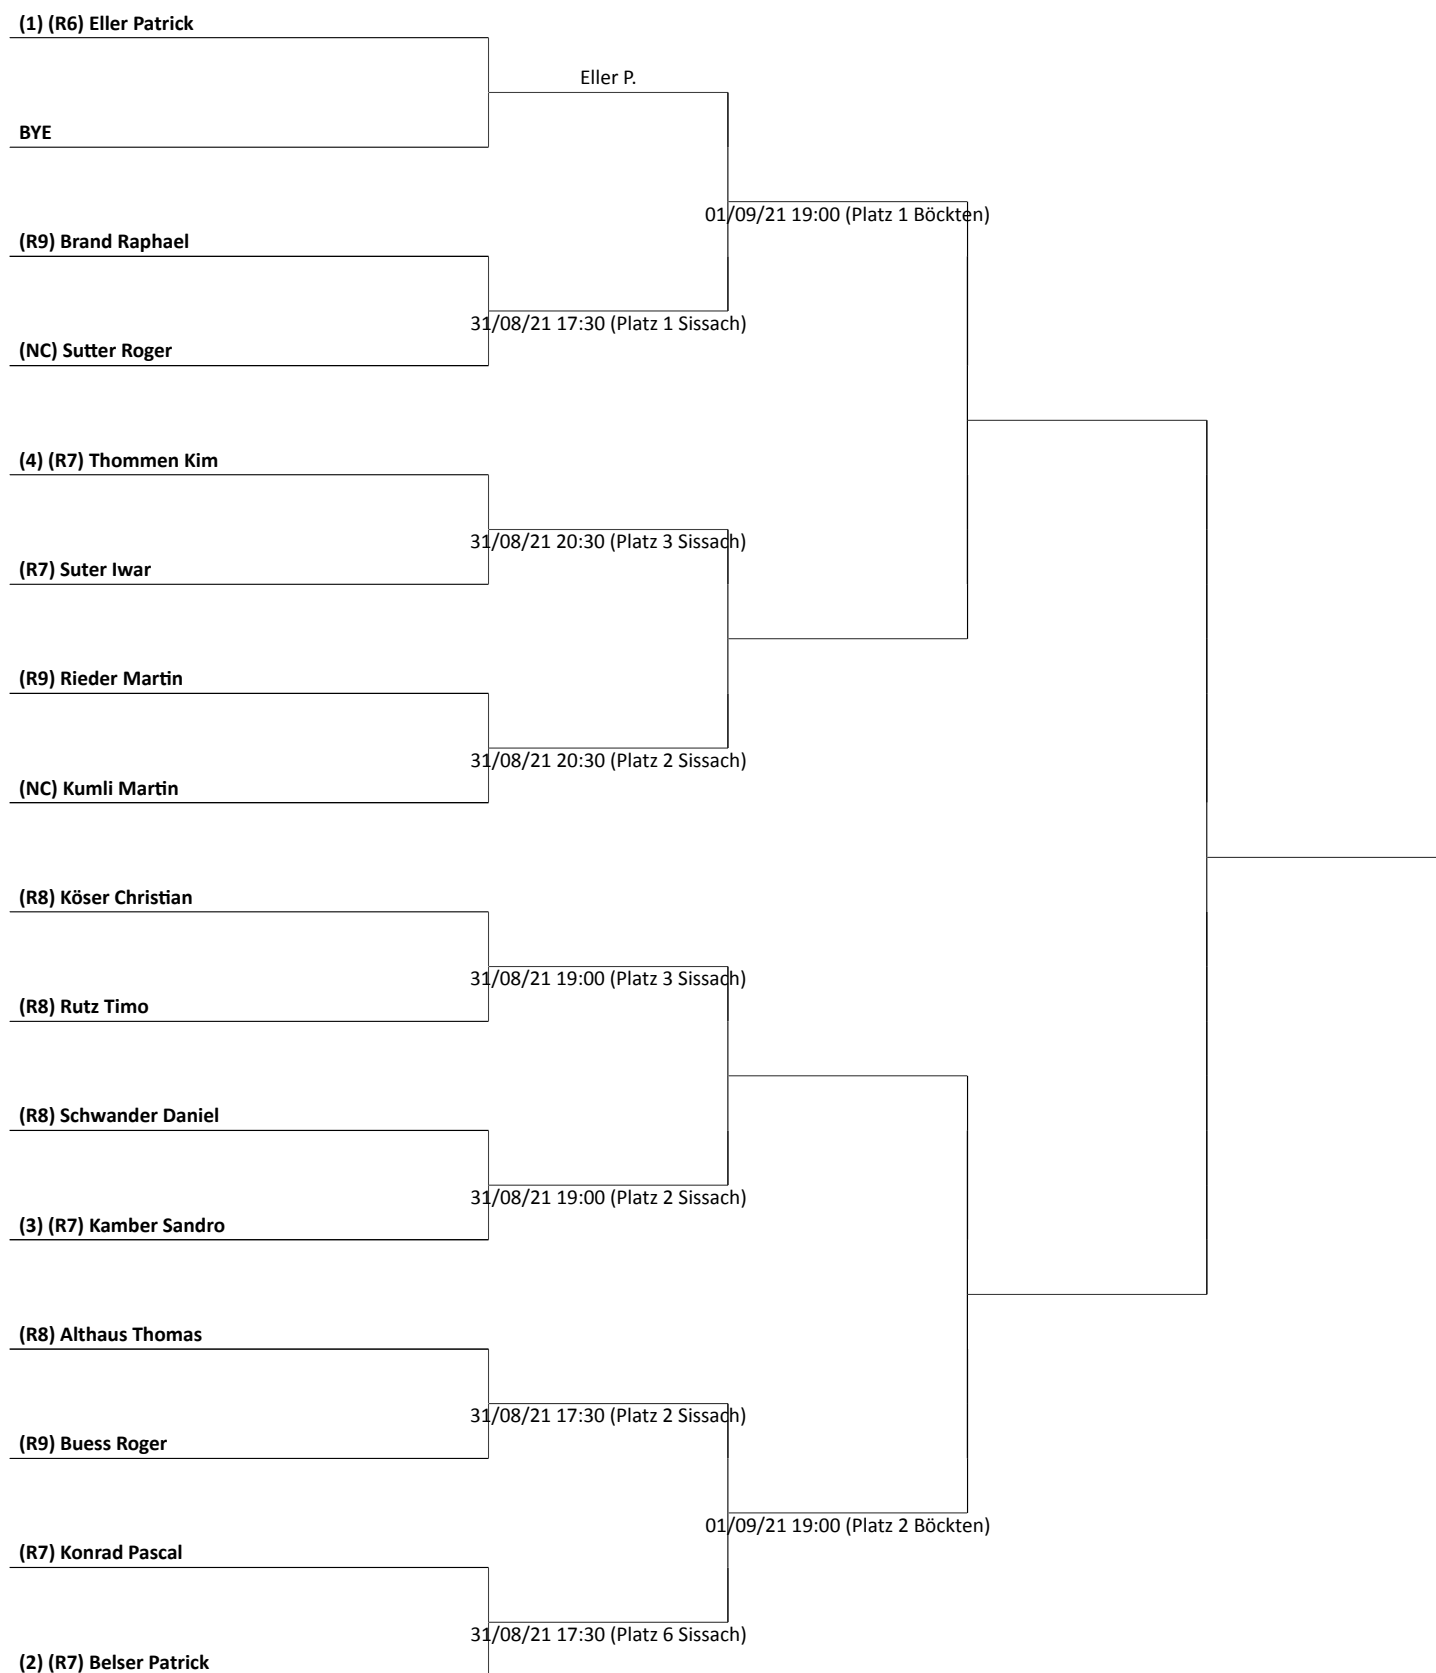 (1) (R6) Eller Patrick
Eller P.
BYE
01/09/21 19:00 (Platz 1 Böckten)
(R9) Brand Raphael
31/08/21 17:30 (Platz 1 Sissach)
(NC) Sutter Roger
(4) (R7) Thommen Kim
31/08/21 20:30 (Platz 3 Sissach)
(R7) Suter Iwar
(R9) Rieder Martin
31/08/21 20:30 (Platz 2 Sissach)
(NC) Kumli Martin
(R8) Köser Christian
31/08/21 19:00 (Platz 3 Sissach)
(R8) Rutz Timo
(R8) Schwander Daniel
31/08/21 19:00 (Platz 2 Sissach)
(3) (R7) Kamber Sandro
(R8) Althaus Thomas
31/08/21 17:30 (Platz 2 Sissach)
(R9) Buess Roger
01/09/21 19:00 (Platz 2 Böckten)
(R7) Konrad Pascal
31/08/21 17:30 (Platz 6 Sissach)
(2) (R7) Belser Patrick